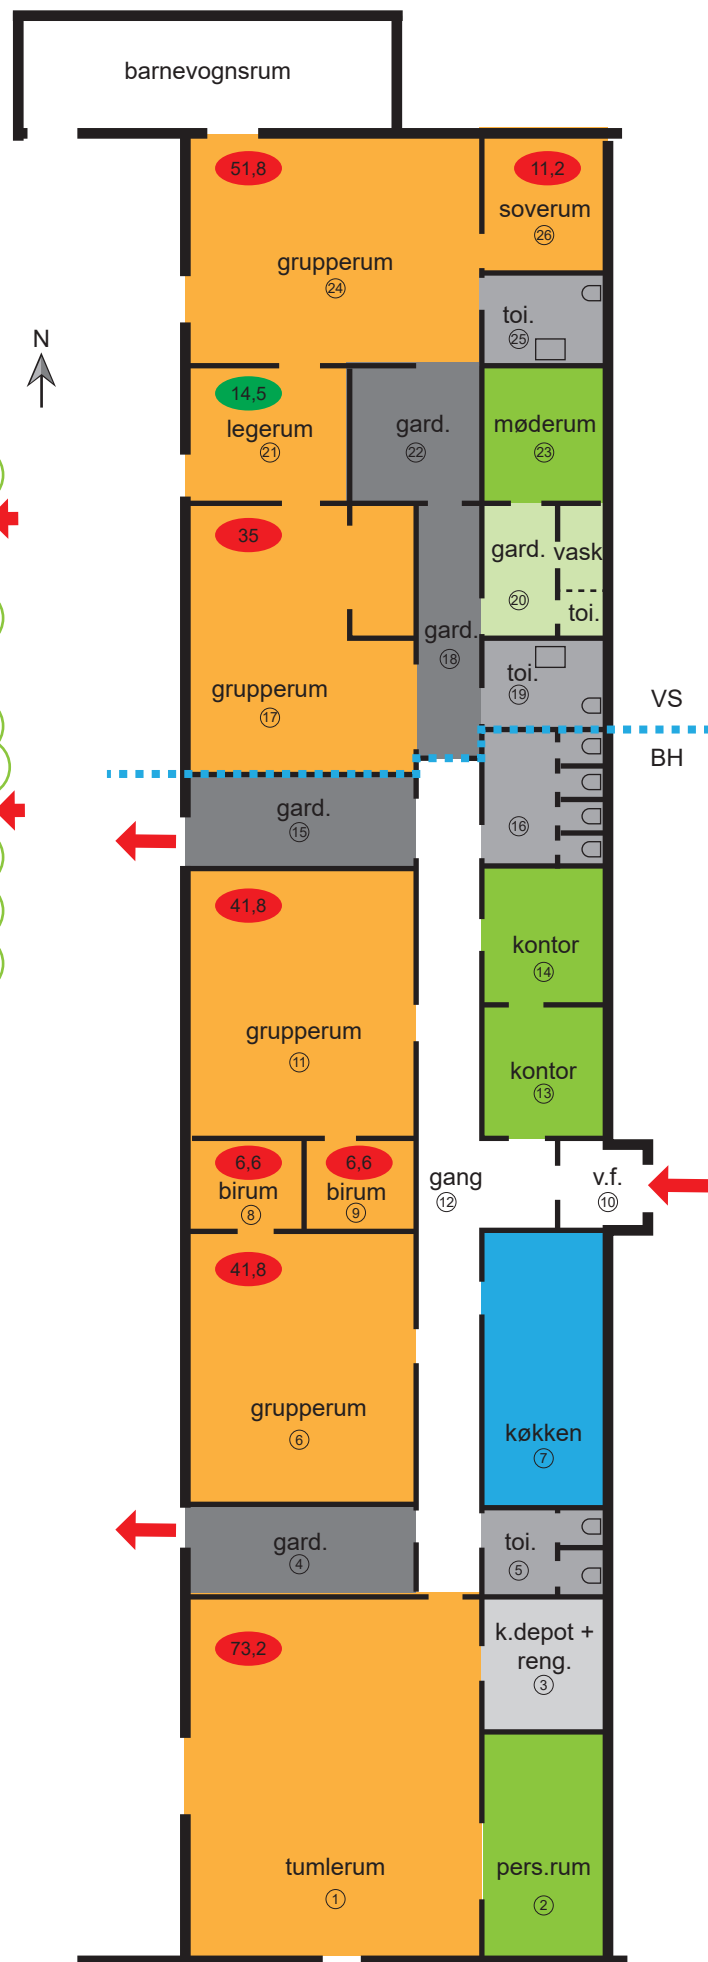 barnevognsrum
51,8
11,2
soverum
26
grupperum
24
toi.
25
N
14,5
legerum
21
gard.
22
møderum
23
35
gard.
vask
20
toi.
gard.
18
toi.
19
grupperum
17
VS
BH
gard.
15
16
41,8
kontor
14
grupperum
11
kontor
13
6,6
birum
8
6,6
birum
9
gang
12
v.f.
10
41,8
grupperum
6
køkken
7
gard.
4
toi.
5
73,2
k.depot +
reng.
3
tumlerum
1
pers.rum
2